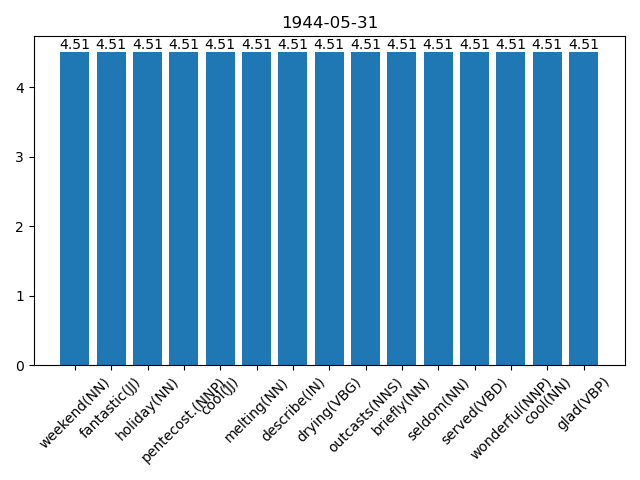 1944-05-31
4.51 4.51 4.51 4.51 4.51 4.51 4.51 4.51 4.51 4.51 4.51 4.51 4.51 4.51 4.51
4
3
2
1
0
weekend(NN)
fantastic(JJ)
holiday(NN)
pentecost.(NNP)
cool(JJ)
melting(NN)
describe(IN)
drying(VBG)
outcasts(NNS)
briefly(NN)
seldom(NN)
served(VBD)
wonderful(NNP)
cool(NN)
glad(VBP)